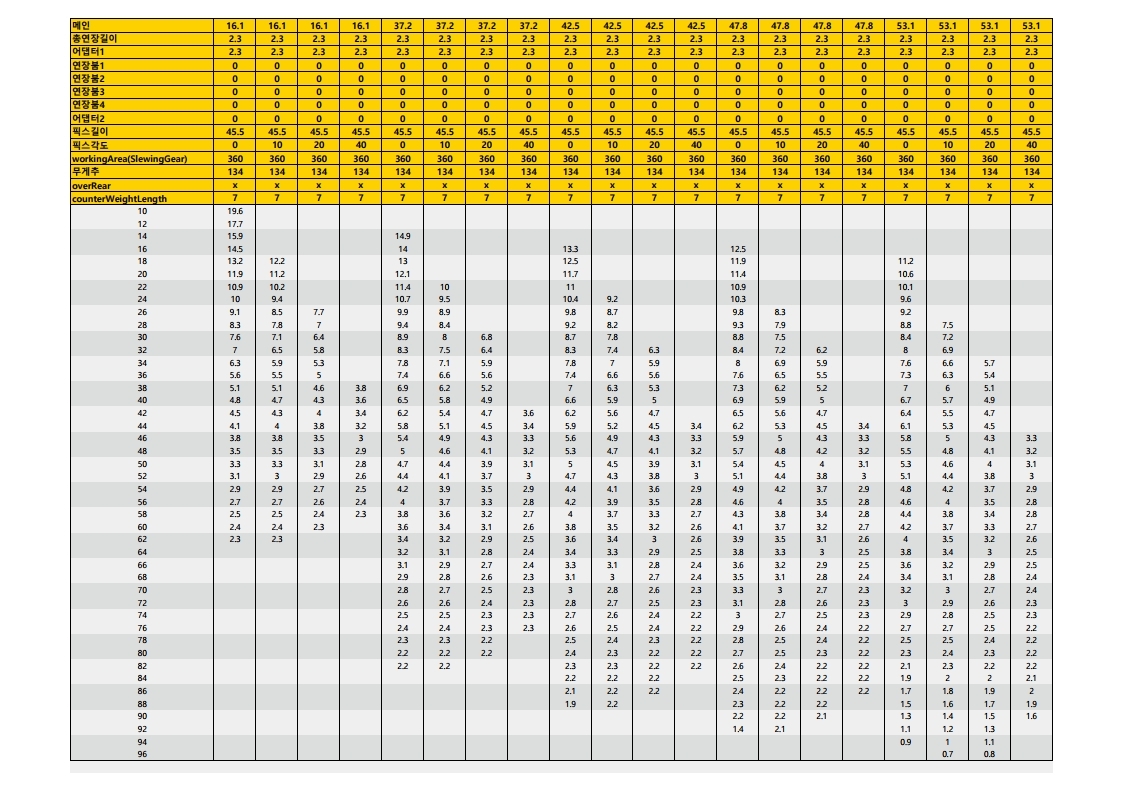 메인 16.1 16.1 16.1 16.1 37.2 37.2 37.2 37.2 42.5 42.5 42.5 42.5 47.8 47.8 47.8 47.8 53.1 53.1 53.1 53.1
총연장길이 2.3 2.3 2.3 2.3 2.3 2.3 2.3 2.3 2.3 2.3 2.3 2.3 2.3 2.3 2.3 2.3 2.3 2.3 2.3 2.3
어댑터1 2.3 2.3 2.3 2.3 2.3 2.3 2.3 2.3 2.3 2.3 2.3 2.3 2.3 2.3 2.3 2.3 2.3 2.3 2.3 2.3
연장붐1 0 0 0 0 0 0 0 0 0 0 0 0 0 0 0 0 0 0 0 0
연장붐2 0 0 0 0 0 0 0 0 0 0 0 0 0 0 0 0 0 0 0 0
연장붐3 0 0 0 0 0 0 0 0 0 0 0 0 0 0 0 0 0 0 0 0
연장붐4 0 0 0 0 0 0 0 0 0 0 0 0 0 0 0 0 0 0 0 0
어댑터2 0 0 0 0 0 0 0 0 0 0 0 0 0 0 0 0 0 0 0 0
픽스길이 45.5 45.5 45.5 45.5 45.5 45.5 45.5 45.5 45.5 45.5 45.5 45.5 45.5 45.5 45.5 45.5 45.5 45.5 45.5 45.5
픽스각도 0 10 20 40 0 10 20 40 0 10 20 40 0 10 20 40 0 10 20 40
workingArea(SlewingGear) 360 360 360 360 360 360 360 360 360 360 360 360 360 360 360 360 360 360 360 360
무게추 134 134 134 134 134 134 134 134 134 134 134 134 134 134 134 134 134 134 134 134
overRear x x x x x x x x x x x x x x x x x x x x
counterWeightLength 7 7 7 7 7 7 7 7 7 7 7 7 7 7 7 7 7 7 7 7
10 19.6
12 17.7
14 15.9 14.9
16 14.5 14 13.3 12.5
18 13.2 12.2 13 12.5 11.9 11.2
20 11.9 11.2 12.1 11.7 11.4 10.6
22 10.9 10.2 11.4 10 11 10.9 10.1
24 10 9.4 10.7 9.5 10.4 9.2 10.3 9.6
26 9.1 8.5 7.7 9.9 8.9 9.8 8.7 9.8 8.3 9.2
28 8.3 7.8 7 9.4 8.4 9.2 8.2 9.3 7.9 8.8 7.5
30 7.6 7.1 6.4 8.9 8 6.8 8.7 7.8 8.8 7.5 8.4 7.2
32 7 6.5 5.8 8.3 7.5 6.4 8.3 7.4 6.3 8.4 7.2 6.2 8 6.9
34 6.3 5.9 5.3 7.8 7.1 5.9 7.8 7 5.9 8 6.9 5.9 7.6 6.6 5.7
36 5.6 5.5 5 7.4 6.6 5.6 7.4 6.6 5.6 7.6 6.5 5.5 7.3 6.3 5.4
38 5.1 5.1 4.6 3.8 6.9 6.2 5.2 7 6.3 5.3 7.3 6.2 5.2 7 6 5.1
40 4.8 4.7 4.3 3.6 6.5 5.8 4.9 6.6 5.9 5 6.9 5.9 5 6.7 5.7 4.9
42 4.5 4.3 4 3.4 6.2 5.4 4.7 3.6 6.2 5.6 4.7 6.5 5.6 4.7 6.4 5.5 4.7
44 4.1 4 3.8 3.2 5.8 5.1 4.5 3.4 5.9 5.2 4.5 3.4 6.2 5.3 4.5 3.4 6.1 5.3 4.5
46 3.8 3.8 3.5 3 5.4 4.9 4.3 3.3 5.6 4.9 4.3 3.3 5.9 5 4.3 3.3 5.8 5 4.3 3.3
48 3.5 3.5 3.3 2.9 5 4.6 4.1 3.2 5.3 4.7 4.1 3.2 5.7 4.8 4.2 3.2 5.5 4.8 4.1 3.2
50 3.3 3.3 3.1 2.8 4.7 4.4 3.9 3.1 5 4.5 3.9 3.1 5.4 4.5 4 3.1 5.3 4.6 4 3.1
52 3.1 3 2.9 2.6 4.4 4.1 3.7 3 4.7 4.3 3.8 3 5.1 4.4 3.8 3 5.1 4.4 3.8 3
54 2.9 2.9 2.7 2.5 4.2 3.9 3.5 2.9 4.4 4.1 3.6 2.9 4.9 4.2 3.7 2.9 4.8 4.2 3.7 2.9
56 2.7 2.7 2.6 2.4 4 3.7 3.3 2.8 4.2 3.9 3.5 2.8 4.6 4 3.5 2.8 4.6 4 3.5 2.8
58 2.5 2.5 2.4 2.3 3.8 3.6 3.2 2.7 4 3.7 3.3 2.7 4.3 3.8 3.4 2.8 4.4 3.8 3.4 2.8
60 2.4 2.4 2.3 3.6 3.4 3.1 2.6 3.8 3.5 3.2 2.6 4.1 3.7 3.2 2.7 4.2 3.7 3.3 2.7
62 2.3 2.3 3.4 3.2 2.9 2.5 3.6 3.4 3 2.6 3.9 3.5 3.1 2.6 4 3.5 3.2 2.6
64 3.2 3.1 2.8 2.4 3.4 3.3 2.9 2.5 3.8 3.3 3 2.5 3.8 3.4 3 2.5
66 3.1 2.9 2.7 2.4 3.3 3.1 2.8 2.4 3.6 3.2 2.9 2.5 3.6 3.2 2.9 2.5
68 2.9 2.8 2.6 2.3 3.1 3 2.7 2.4 3.5 3.1 2.8 2.4 3.4 3.1 2.8 2.4
70 2.8 2.7 2.5 2.3 3 2.8 2.6 2.3 3.3 3 2.7 2.3 3.2 3 2.7 2.4
72 2.6 2.6 2.4 2.3 2.8 2.7 2.5 2.3 3.1 2.8 2.6 2.3 3 2.9 2.6 2.3
74 2.5 2.5 2.3 2.3 2.7 2.6 2.4 2.2 3 2.7 2.5 2.3 2.9 2.8 2.5 2.3
76 2.4 2.4 2.3 2.3 2.6 2.5 2.4 2.2 2.9 2.6 2.4 2.2 2.7 2.7 2.5 2.2
78 2.3 2.3 2.2 2.5 2.4 2.3 2.2 2.8 2.5 2.4 2.2 2.5 2.5 2.4 2.2
80 2.2 2.2 2.2 2.4 2.3 2.2 2.2 2.7 2.5 2.3 2.2 2.3 2.4 2.3 2.2
82 2.2 2.2 2.3 2.3 2.2 2.2 2.6 2.4 2.2 2.2 2.1 2.3 2.2 2.2
84 2.2 2.2 2.2 2.5 2.3 2.2 2.2 1.9 2 2 2.1
86 2.1 2.2 2.2 2.4 2.2 2.2 2.2 1.7 1.8 1.9 2
88 1.9 2.2 2.3 2.2 2.2 1.5 1.6 1.7 1.9
90 2.2 2.2 2.1 1.3 1.4 1.5 1.6
92 1.4 2.1 1.1 1.2 1.3
94 0.9 1 1.1
96 0.7 0.8